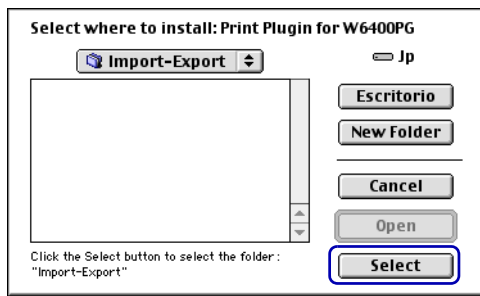 Select where to install: Print Plugin for W6400PG
Import-Export
Jp
Escritorio
New Folder
Cancel
Open
Click the Select button to select the folder:
"Import-Export"
Select